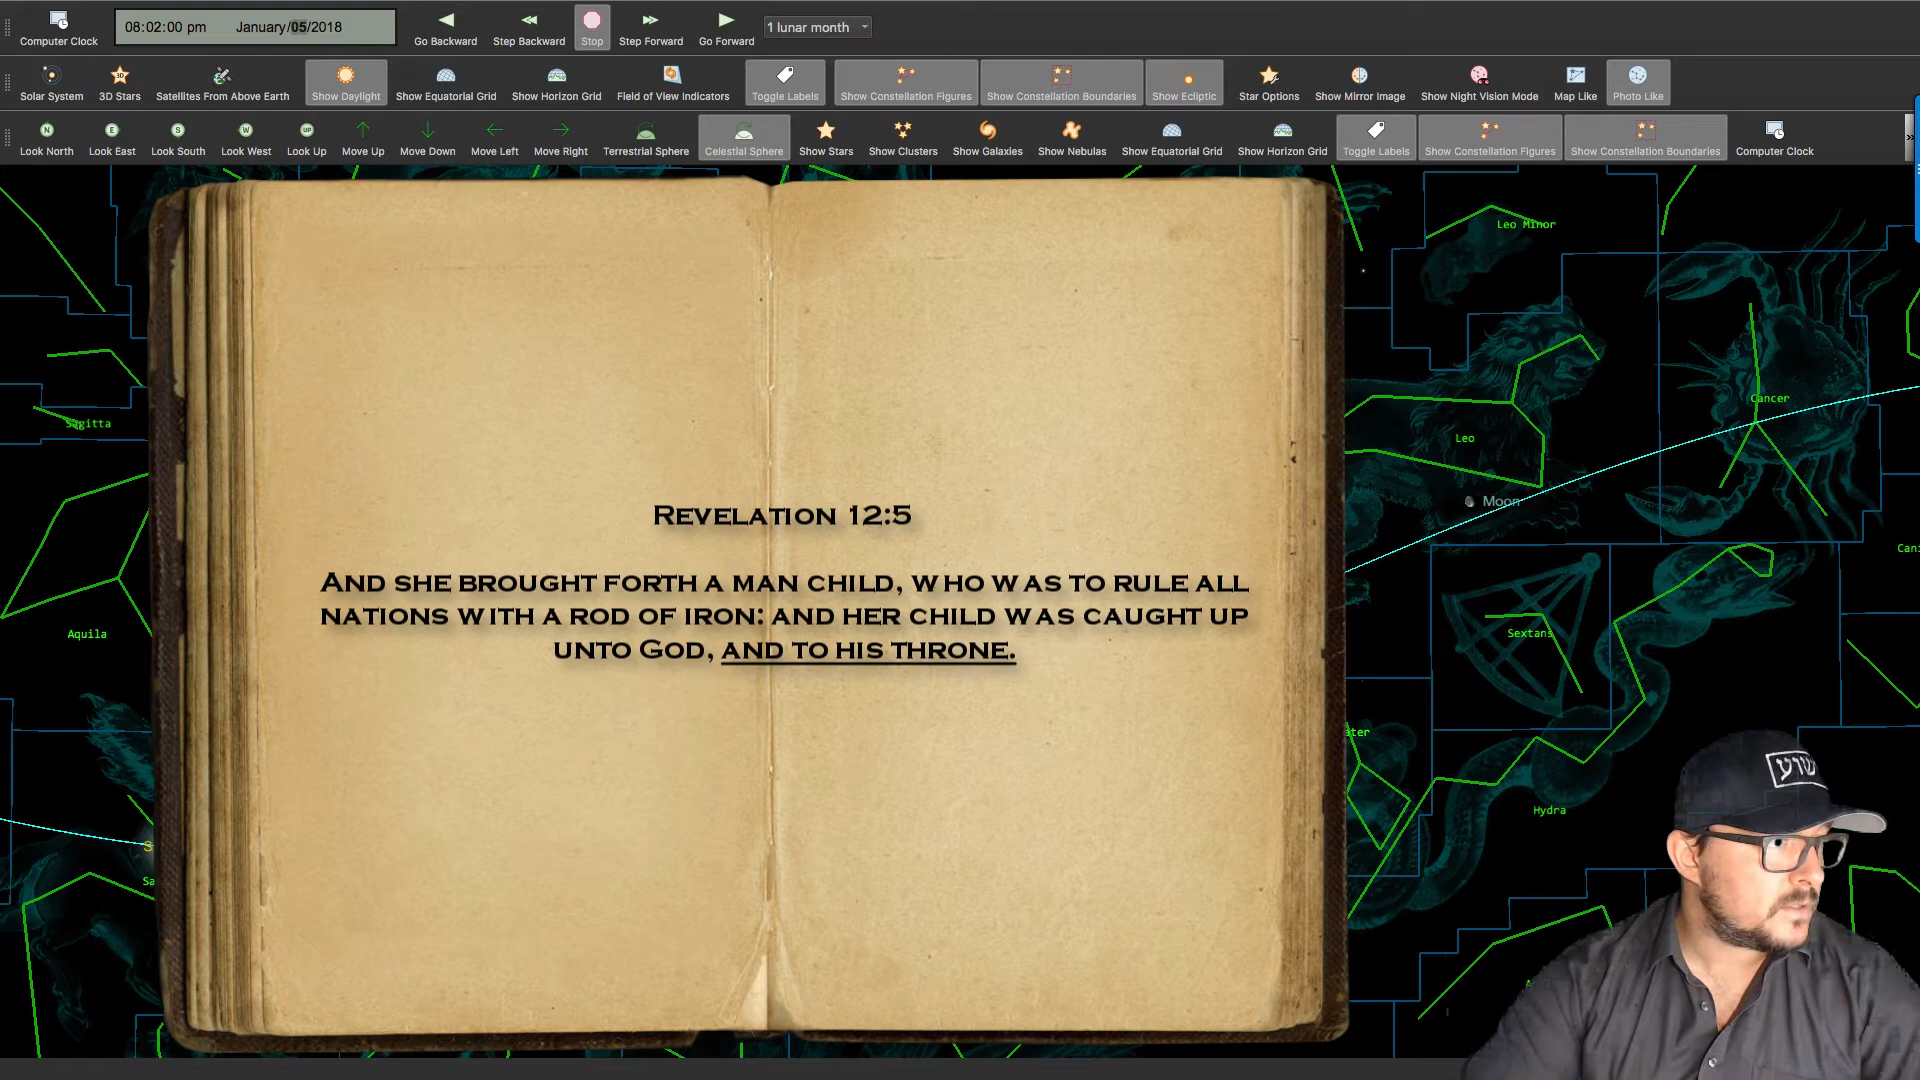 08:02:00 pm January/05/2018
Go Backward
Step Backward
Stop
Step Forward
Go Forward
1 lunar month
Computer Clock
Solar System
3D Stars
Satellites From Above Earth
Show Daylight
Show Equatorial Grid
Show Horizon Grid
Field of View Indicators
Toggle Labels
Show Constellation Figures
Show Constellation Boundaries
Show Ecliptic
Star Options
Show Mirror Image
Show Night Vision Mode
Map Like
Photo Like
N
E
S
W
UP
Look North
Look East
Look South
Look West
Look Up
Move Up
Move Down
Move Left
Move Right
Terrestrial Sphere
Celestial Sphere
Show Stars
Show Clusters
Show Galaxies
Show Nebulas
Show Equatorial Grid
Show Horizon Grid
Toggle Labels
Show Constellation Figures
Show Constellation Boundaries
Computer Clock
Leo Minor
Cancer
Sagitta
Leo
Moon
Revelation 12:5
And she brought forth a man child, who was to rule all
nations with a rod of iron: and her child was caught up
unto God, and to his throne.
Aquila
Sextans
Hydra